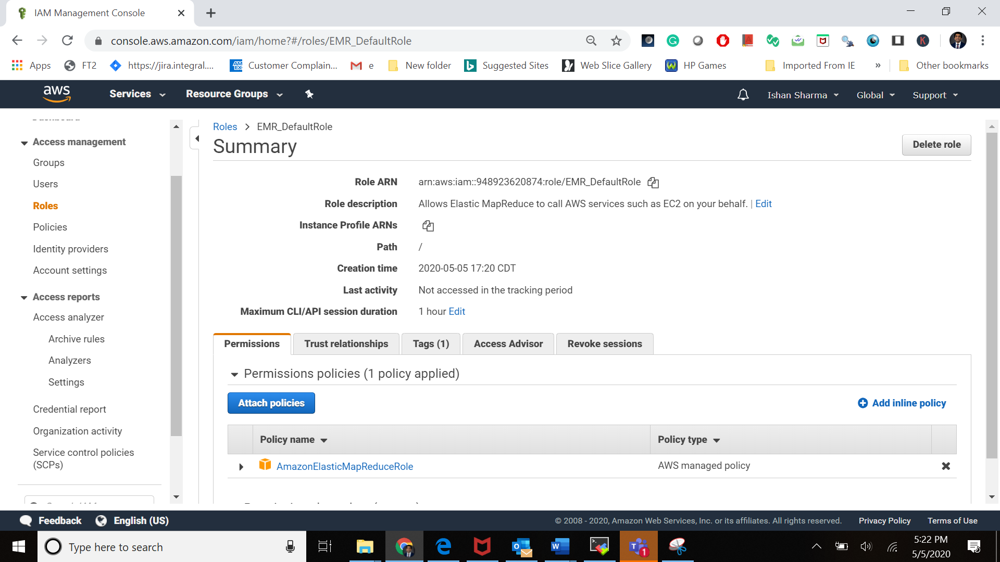 IAM Management Console
console.aws.amazon.com/iam/home?#/roles/EMR_DefaultRole
Apps FT2 https://jira.integral.... Customer Complain... e New folder Suggested Sites Web Slice Gallery HP Games Imported From IE » Other bookmarks
aws Services Resource Groups Ishan Sharma Global Support
Roles > EMR_DefaultRole
Summary
Delete role
Access management
Groups
Users
Roles
Policies
Identity providers
Account settings
Access reports
Access analyzer
Archive rules
Analyzers
Settings
Credential report
Organization activity
Service control policies
(SCPs)
Role ARN arn:aws:iam::948923620874:role/EMR_DefaultRole
Role description Allows Elastic MapReduce to call AWS services such as EC2 on your behalf. | Edit
Instance Profile ARNs
Path /
Creation time 2020-05-05 17:20 CDT
Last activity Not accessed in the tracking period
Maximum CLI/API session duration 1 hour Edit
Permissions Trust relationships Tags (1) Access Advisor Revoke sessions
Permissions policies (1 policy applied)
Attach policies Add inline policy
Policy name Policy type
AmazonElasticMapReduceRole AWS managed policy
Feedback English (US) © 2008 - 2020, Amazon Web Services, Inc. or its affiliates. All rights reserved. Privacy Policy Terms of Use
Type here to search
5:22 PM
5/5/2020